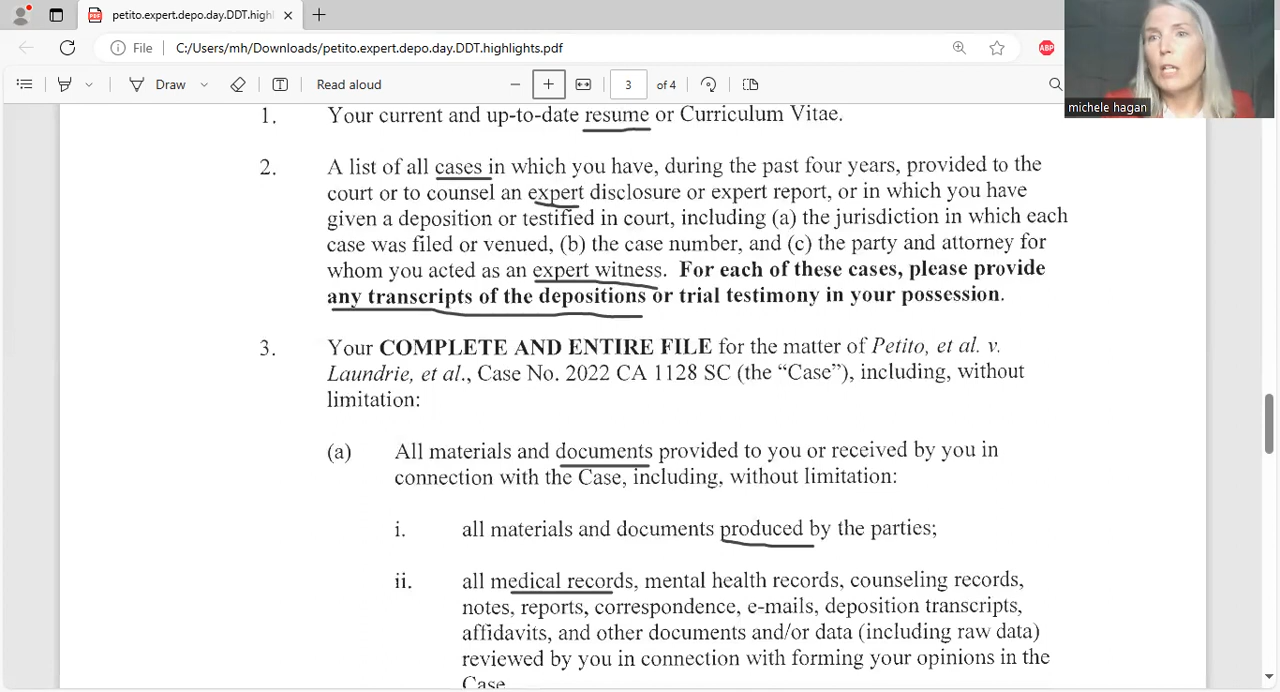 petito.expert.depo.day.DDT.highl
File
C:/Users/mh/Downloads/petito.expert.depo.day.DDT.highlights.pdf
ABP
Draw
Read aloud
3 of 4
michele hagan
1. Your current and up-to-date resume or Curriculum Vitae.
2. A list of all cases in which you have, during the past four years, provided to the
court or to counsel an expert disclosure or expert report, or in which you have
given a deposition or testified in court, including (a) the jurisdiction in which each
case was filed or venued, (b) the case number, and (c) the party and attorney for
whom you acted as an expert witness. For each of these cases, please provide
any transcripts of the depositions or trial testimony in your possession.
3. Your COMPLETE AND ENTIRE FILE for the matter of Petito, et al. v.
Laundrie, et al., Case No. 2022 CA 1128 SC (the “Case”), including, without
limitation:
(a) All materials and documents provided to you or received by you in
connection with the Case, including, without limitation:
i. all materials and documents produced by the parties;
ii. all medical records, mental health records, counseling records,
notes, reports, correspondence, e-mails, deposition transcripts,
affidavits, and other documents and/or data (including raw data)
reviewed by you in connection with forming your opinions in the
Case